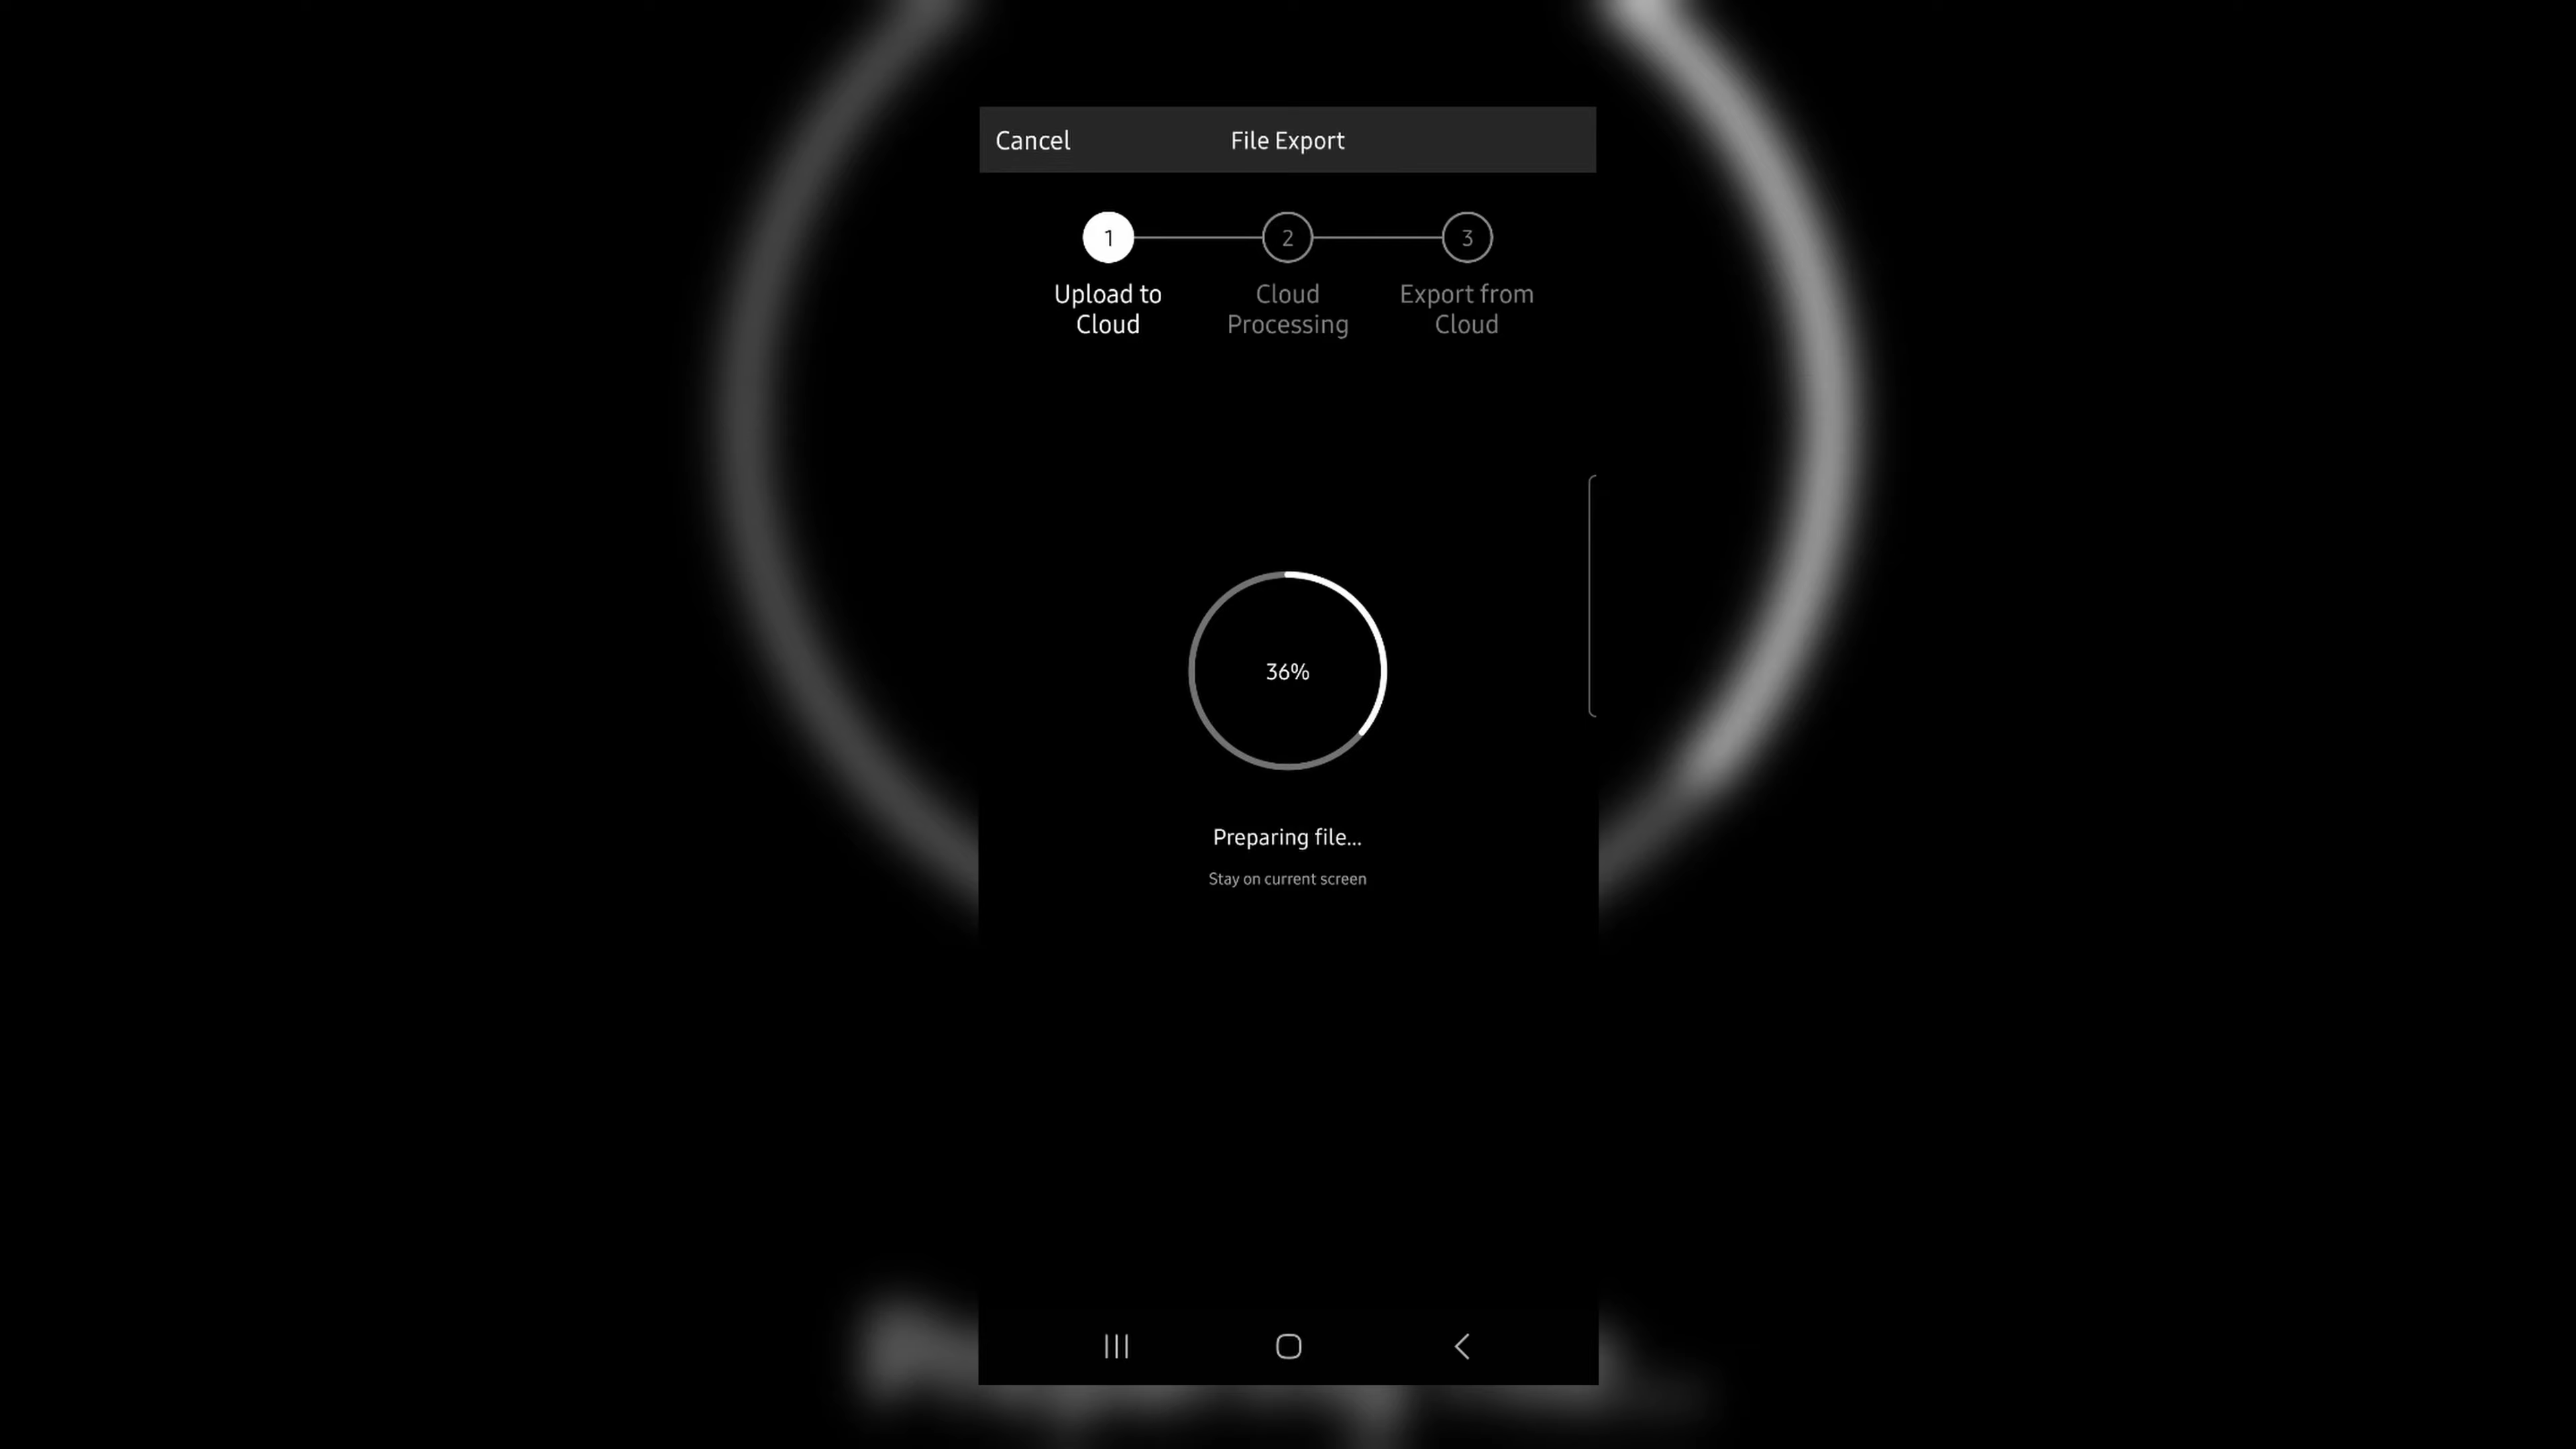 Cancel File Export
1 2 3
Upload to Cloud Export from
Cloud Processing Cloud
36%
Preparing file...
Stay on current screen